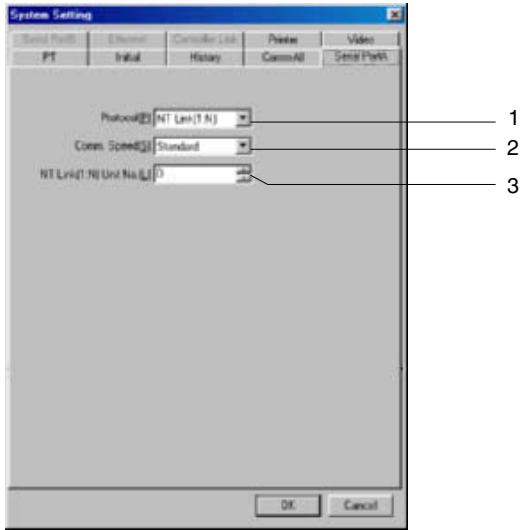 System Setting
Serial PortB Ethernet Controller Link Printer Video
PT Initial History Comm-All Serial PortA
Protocol(P) NT Link(1:N) 1
Comm. Speed(S) Standard 2
NT Link(1:N) Unit No.(L) 0 3
OK Cancel